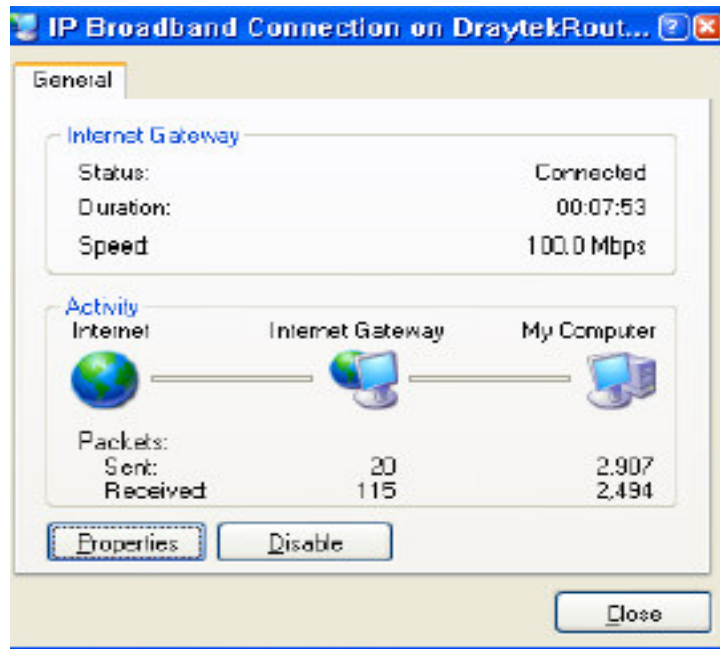 IP Broadband Connection on DraytekRout...
General
Internet Gateway
Status: Connected
Duration: 00:07:53
Speed: 100.0 Mbps
Activity
Internet Internet Gateway My Computer
Packets:
Sent: 20 2,907
Received: 115 2,494
Properties Disable
Close